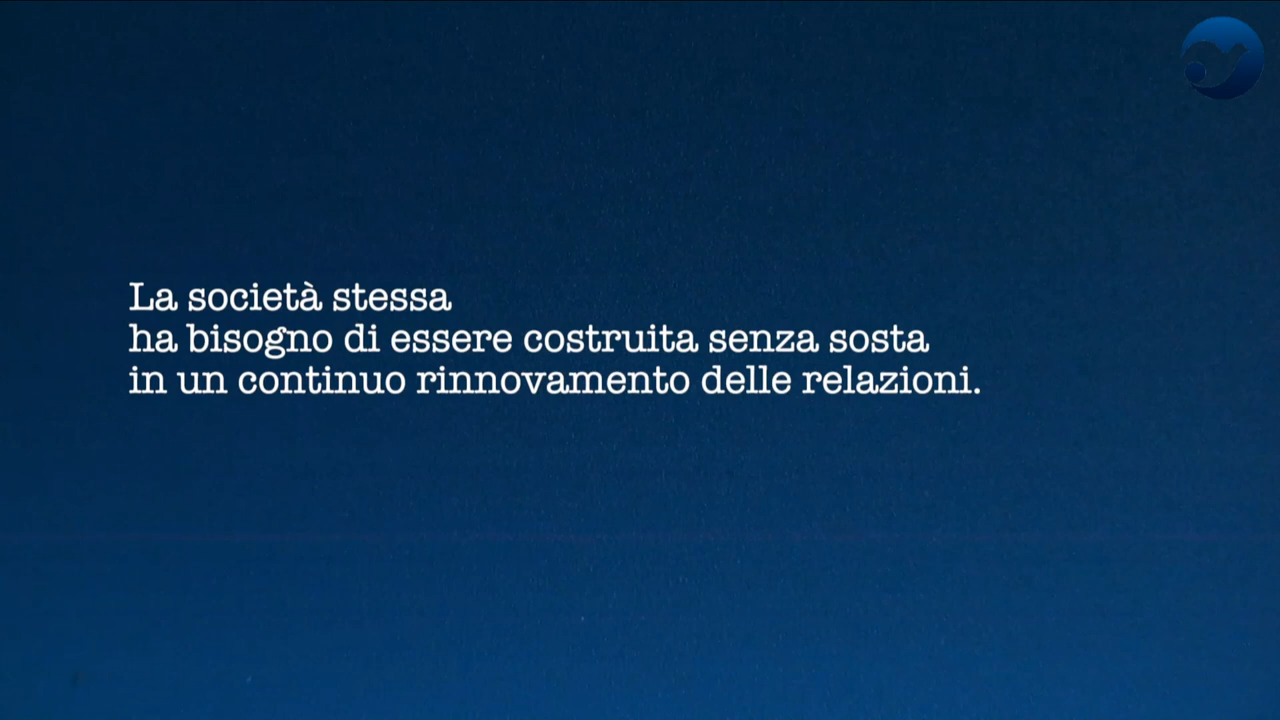 La società stessa
ha bisogno di essere costruita senza sosta
in un continuo rinnovamento delle relazioni.